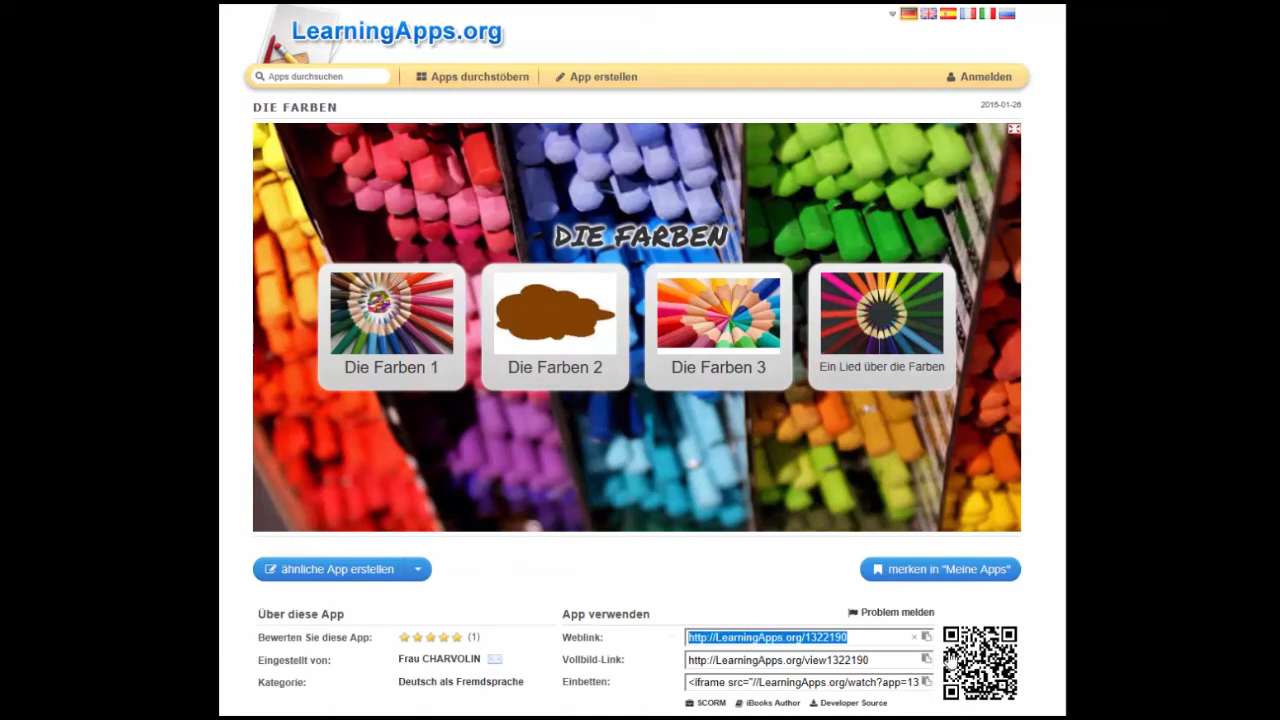 LearningApps.org
Apps durchsuchen
Apps durchstöbern
App erstellen
Anmelden
DIE FARBEN
2015-01-26
DIE FARBEN
Die Farben 1
Die Farben 2
Die Farben 3
Ein Lied über die Farben
ähnliche App erstellen
merken in "Meine Apps"
Über diese App
App verwenden
Problem melden
Bewerten Sie diese App: (1)
Weblink: http://LearningApps.org/1322190
Eingestellt von: Frau CHARVOLIN
Vollbild-Link: http://LearningApps.org/view1322190
Kategorie: Deutsch als Fremdsprache
Einbetten: <iframe src="//LearningApps.org/watch?app=13
SCORM iBooks Author Developer Source